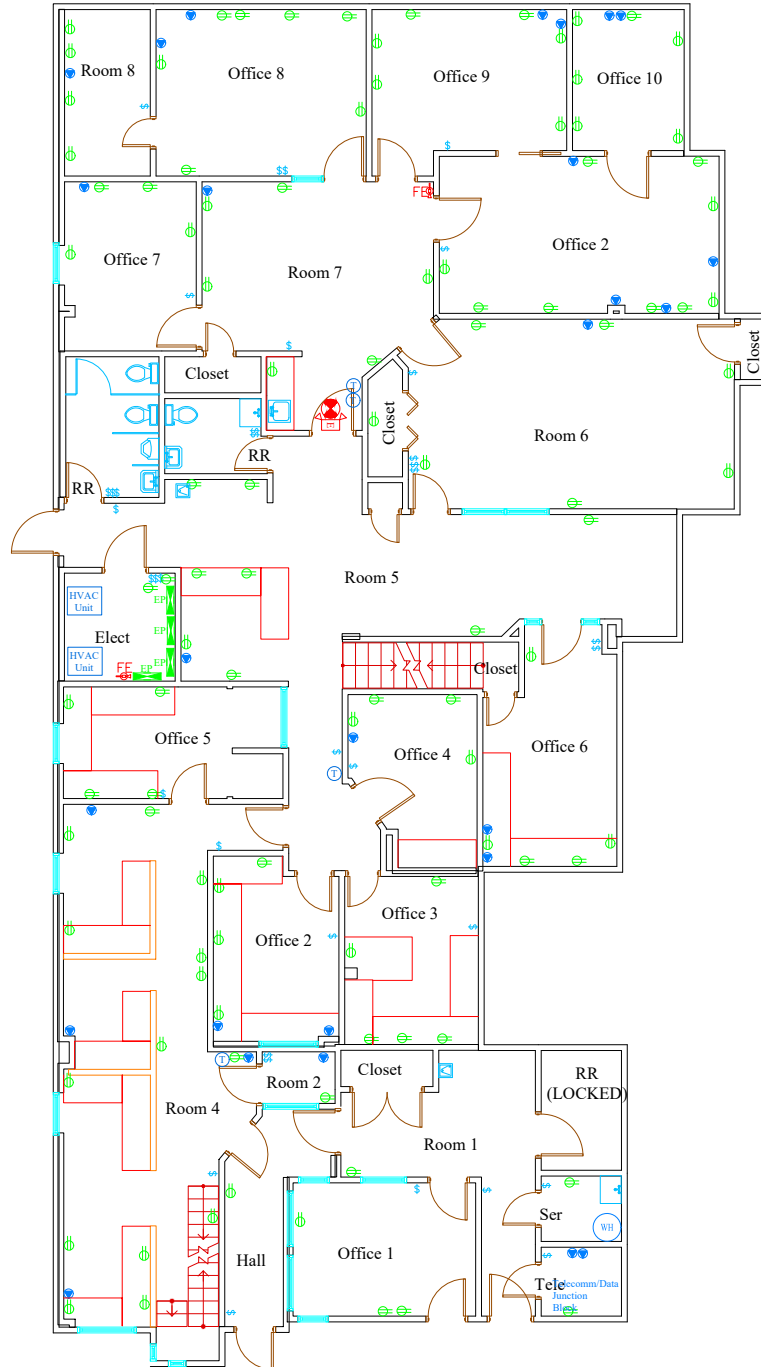 Room 8
Office 8
Office 9
Office 10
$
$
$$
FE
Office 7
Room 7
Office 2
$
$
$
Closet
Closet
T
T
E
$
Closet
Room 6
$$$
RR
RR
$$$
$
$$$
Room 5
HVAC
Unit
$$$
EP
Elect
EP
HVAC
Unit
FE
EP
EP
$$
Closet
Office 5
Office 4
Office 6
$
$
T
$
$
Office 3
Office 2
$
$
T
$$
Room 2
Closet
RR
(LOCKED)
Room 4
Room 1
$
$
$
$
Ser
WH
Hall
Office 1
$
Tele
Telecomm/Data
Junction
Block
$